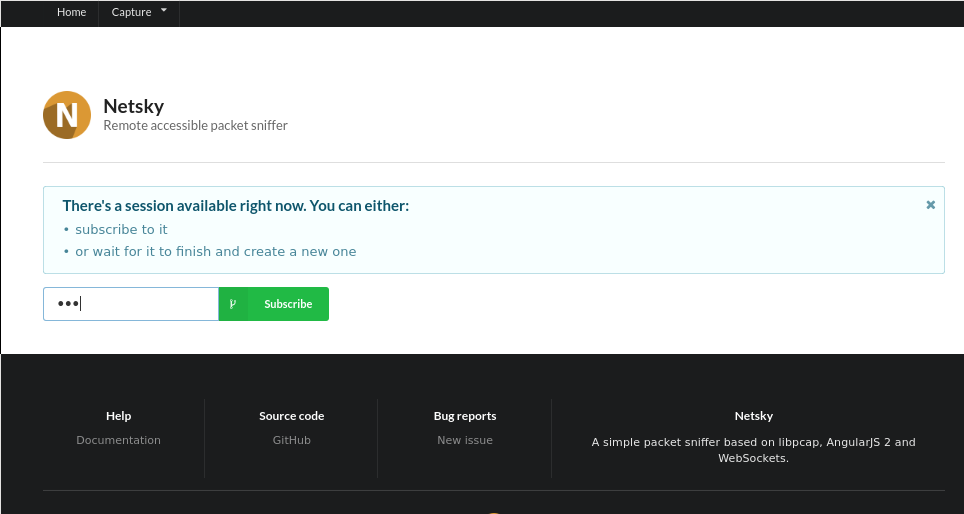 Home
Capture
N
Netsky
Remote accessible packet sniffer
There's a session available right now. You can either:
• subscribe to it
• or wait for it to finish and create a new one
•••
Subscribe
Help
Documentation
Source code
GitHub
Bug reports
New issue
Netsky
A simple packet sniffer based on libpcap, AngularJS 2 and
WebSockets.